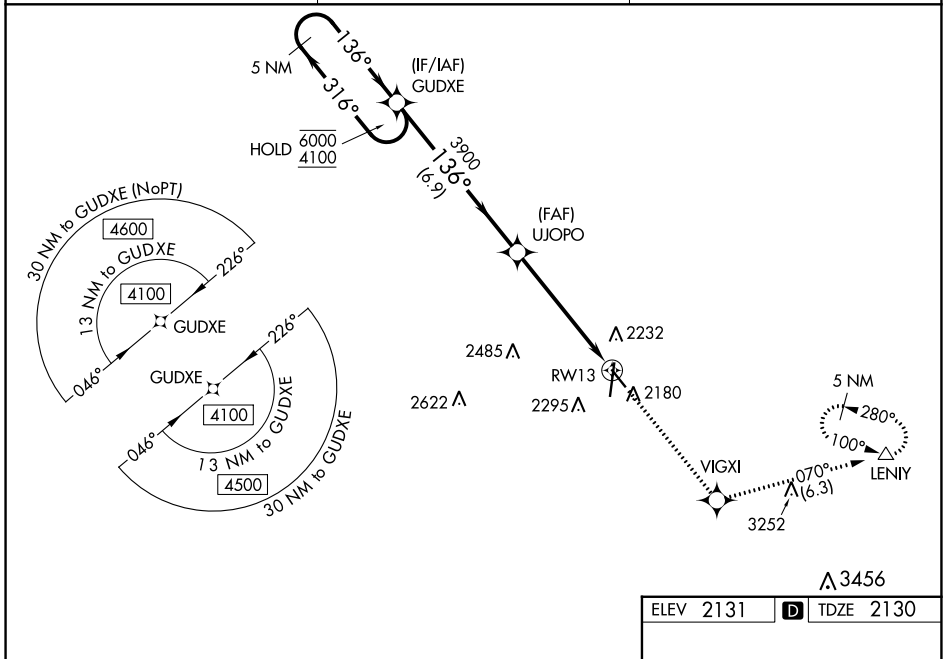 136°
5 NM
316°
(IF/IAF)
GUDXE
HOLD 6000
4100
3900
136°
(6.9)
(FAF)
UJOPO
30 NM to GUDXE (NoPT)
4600
13 NM to GUDXE
4100
226°
GUDXE
046°
226°
GUDXE
4100
046°
13 NM to GUDXE
4500
30 NM to GUDXE
2232
2485
RW13
2622
2295
2180
5 NM
280°
100°
LENIY
VIGXI
070°
(6.3)
3252
3456
ELEV 2131 D TDZE 2130